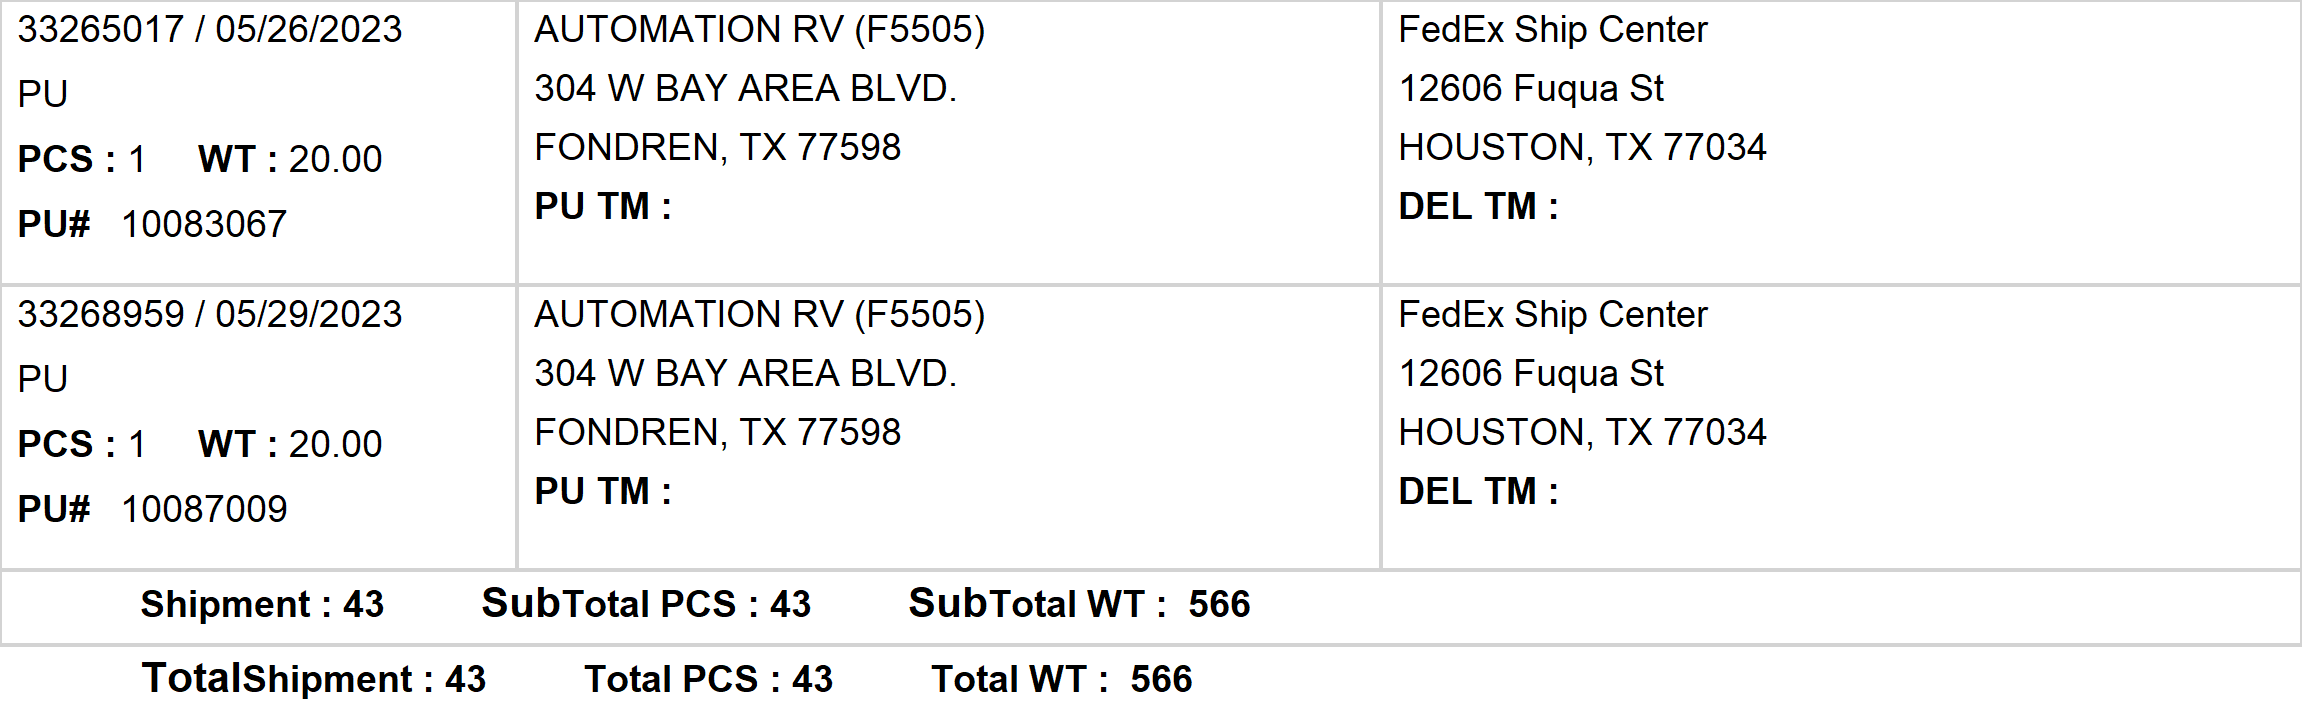 33265017 / 05/26/2023
PU
PCS : 1 WT : 20.00
PU# 10083067
AUTOMATION RV (F5505)
304 W BAY AREA BLVD.
FONDREN, TX 77598
PU TM :
FedEx Ship Center
12606 Fuqua St
HOUSTON, TX 77034
DEL TM :
33268959 / 05/29/2023
PU
PCS : 1 WT : 20.00
PU# 10087009
AUTOMATION RV (F5505)
304 W BAY AREA BLVD.
FONDREN, TX 77598
PU TM :
FedEx Ship Center
12606 Fuqua St
HOUSTON, TX 77034
DEL TM :
Shipment : 43 SubTotal PCS : 43 SubTotal WT : 566
TotalShipment : 43 Total PCS : 43 Total WT : 566